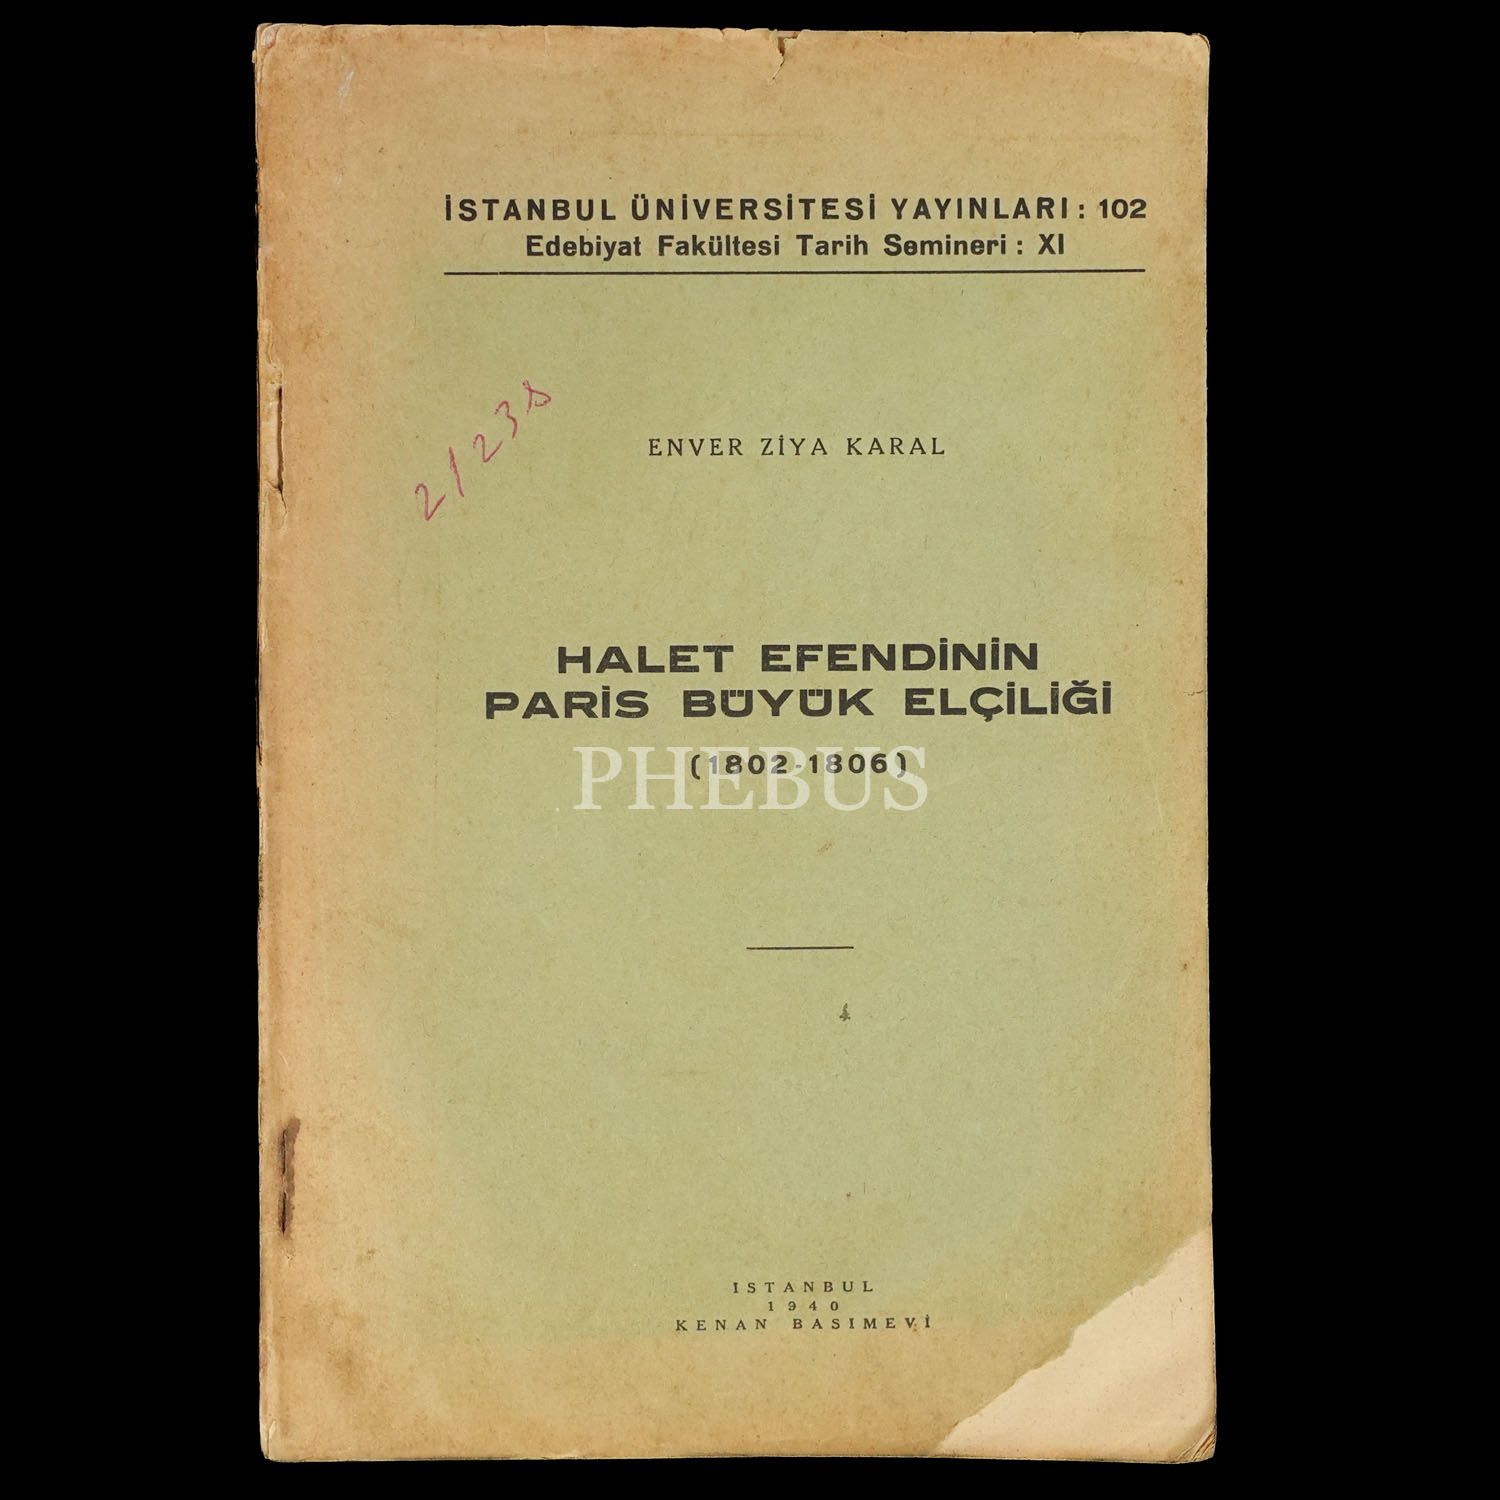 İSTANBUL ÜNİVERSİTESİ YAYINLARI : 102
Edebiyat Fakültesi Tarih Semineri : XI
21238
ENVER ZİYA KARAL
HALET EFENDİNİN
PARİS BÜYÜK ELÇİLİĞİ
(1802-1806)
PHEBUS
ISTANBUL
1940
KENAN BASIMEVİ